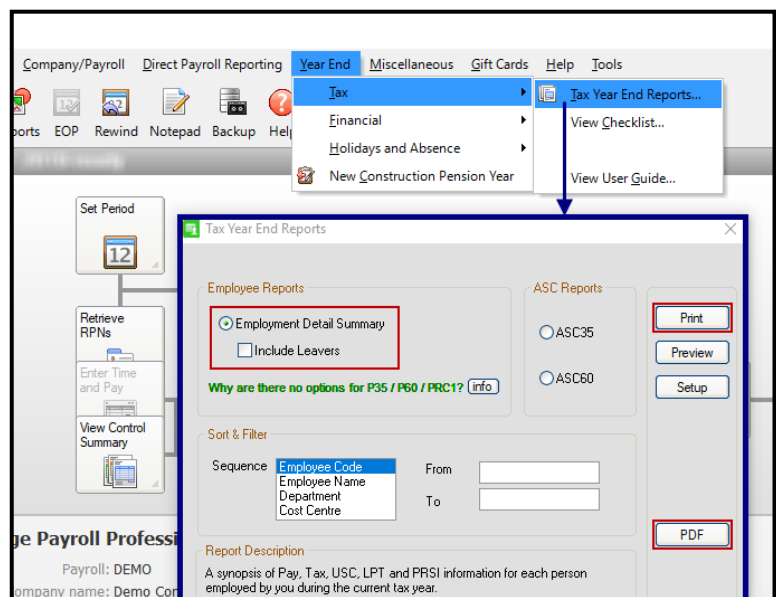 Company/Payroll Direct Payroll Reporting Year End Miscellaneous Gift Cards Help Tools
Tax
Tax Year End Reports...
EOP Rewind Notepad Backup
Financial
View Checklist...
Holidays and Absence
New Construction Pension Year
View User Guide...
Set Period
12
Tax Year End Reports
Employee Reports
ASC Reports
Employment Detail Summary
Include Leavers
ASC35
ASC60
Print
Preview
Setup
Why are there no options for P35 / P60 / PRC1? info
Retrieve
RPNs
Enter Time
and Pay
View Control
Summary
Sort & Filter
Sequence
Employee Code
Employee Name
Department
Cost Centre
From
To
PDF
Report Description
A synopsis of Pay, Tax, USC, LPT and PRSI information for each person
employed by you during the current tax year.
Payroll
Payroll: DEMO
name: Demo